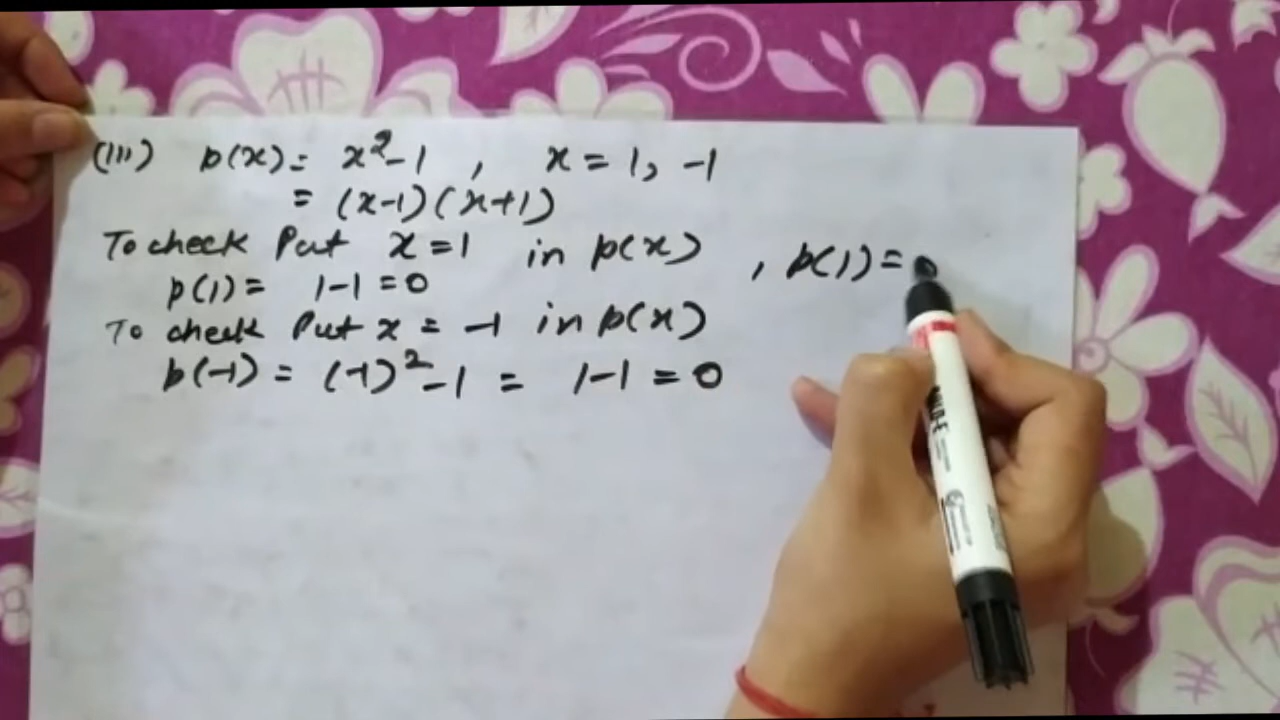 (iii) p(x) = x²-1 , x = 1, -1
= (x-1)(x+1)
To check Put x=1 in p(x) , p(1)=0
p(1) = 1-1 =0
To check Put x = -1 in p(x)
p(-1) = (-1)²-1 = 1-1 = 0